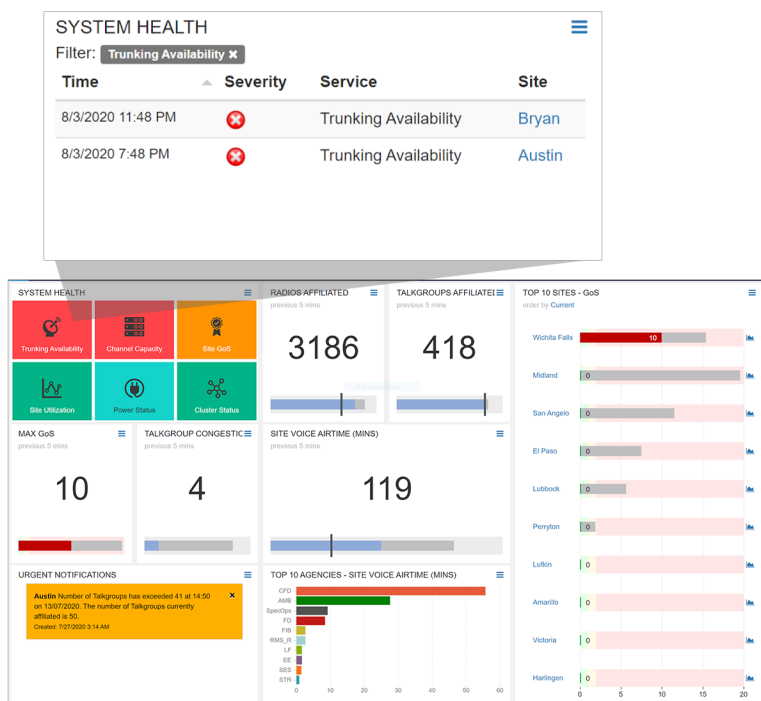 SYSTEM HEALTH
Filter: Trunking Availability ✖
Time Severity Service Site
8/3/2020 11:48 PM Trunking Availability Bryan
8/3/2020 7:48 PM Trunking Availability Austin
SYSTEM HEALTH
Trunking Availability
Channel Capacity
Site GoS
Site Utilization
Power Status
Cluster Status
RADIOS AFFILIATED
previous 5 mins
3186
TALKGROUPS AFFILIATE
previous 5 mins
418
MAX GoS
previous 5 mins
10
TALKGROUP CONGESTIC
previous 5 mins
4
SITE VOICE AIRTIME (MINS)
previous 5 mins
119
URGENT NOTIFICATIONS
Austin Number of Talkgroups has exceeded 41 at 14:50
on 13/07/2020. The number of Talkgroups currently
affiliated is 50.
Created: 7/27/2020 3:14 AM
TOP 10 AGENCIES - SITE VOICE AIRTIME (MINS)
CFD
AMB
SpecOps
FD
FIB
RMS_R
LF
EE
SES
STR
0 10 20 30 40 50 60
TOP 10 SITES - GoS
order by Current
Wichita Falls 10
Midland 0
San Angelo 0
El Paso 0
Lubbock 0
Perryton 0
Lufkin 0
Amarillo 0
Victoria 0
Harlingen 0
0 5 10 15 20